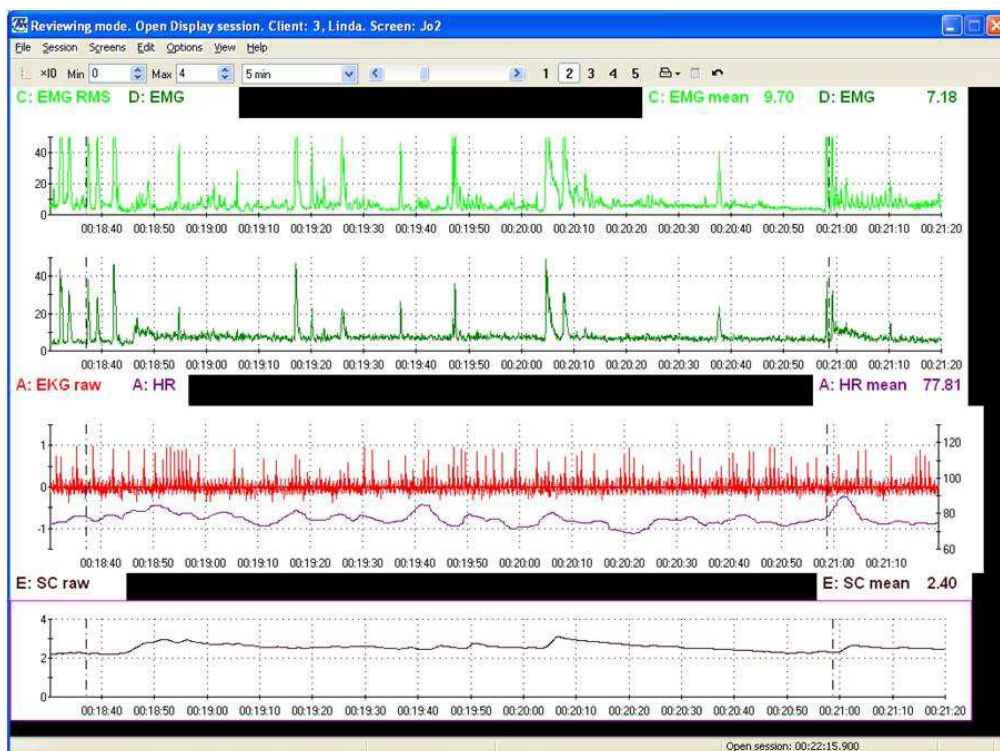 Reviewing mode. Open Display session. Client: 3, Linda. Screen: Jo2
File Session Screens Edit Options View Help
×10 Min 0 Max 4 5 min 1 2 3 4 5
C: EMG RMS D: EMG C: EMG mean 9.70 D: EMG 7.18
40
20
0
00:18:40 00:18:50 00:19:00 00:19:10 00:19:20 00:19:30 00:19:40 00:19:50 00:20:00 00:20:10 00:20:20 00:20:30 00:20:40 00:20:50 00:21:00 00:21:10 00:21:20
40
20
0
00:18:40 00:18:50 00:19:00 00:19:10 00:19:20 00:19:30 00:19:40 00:19:50 00:20:00 00:20:10 00:20:20 00:20:30 00:20:40 00:20:50 00:21:00 00:21:10 00:21:20
A: EKG raw A: HR A: HR mean 77.81
1 120
0 100
-1 80
60
00:18:40 00:18:50 00:19:00 00:19:10 00:19:20 00:19:30 00:19:40 00:19:50 00:20:00 00:20:10 00:20:20 00:20:30 00:20:40 00:20:50 00:21:00 00:21:10
E: SC raw E: SC mean 2.40
4
2
0
00:18:40 00:18:50 00:19:00 00:19:10 00:19:20 00:19:30 00:19:40 00:19:50 00:20:00 00:20:10 00:20:20 00:20:30 00:20:40 00:20:50 00:21:00 00:21:10 00:21:20
Open session: 00:22:15.900